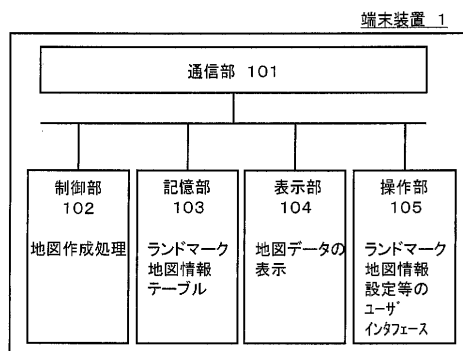 端末装置 1
通信部 101
制御部
102
地図作成処理
記憶部
103
ランドマーク
地図情報
テーブル
表示部
104
地図データの
表示
操作部
105
ランドマーク
地図情報
設定等の
ユーザ
インタフェース